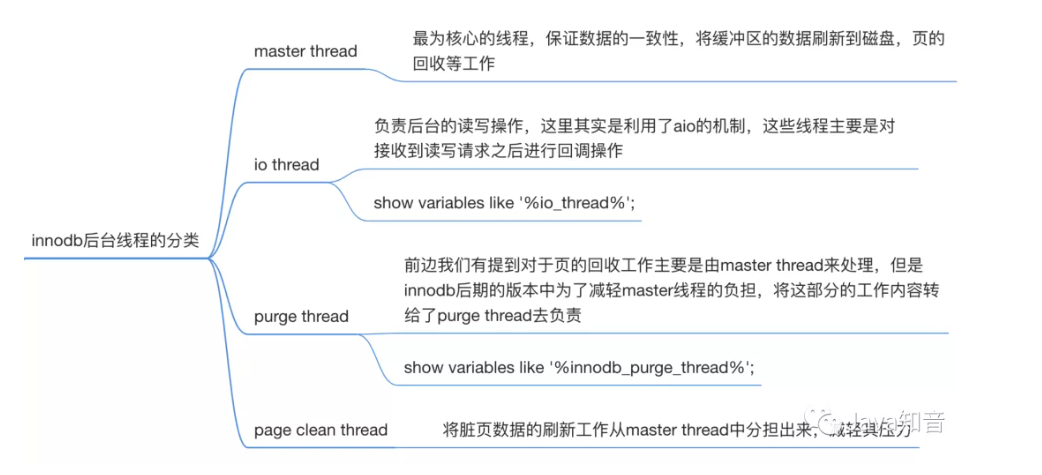 master thread
最为核心的线程，保证数据的一致性，将缓冲区的数据刷新到磁盘，页的
回收等工作
io thread
负责后台的读写操作，这里其实是利用了aio的机制，这些线程主要是对
接收到读写请求之后进行回调操作
show variables like '%io_thread%';
innodb后台线程的分类
purge thread
前边我们有提到对于页的回收工作主要是由master thread来处理，但是
innodb后期的版本中为了减轻master线程的负担，将这部分的工作内容转
给了purge thread去负责
show variables like '%innodb_purge_thread%';
page clean thread
将脏页数据的刷新工作从master thread中分担出来，减轻其压力
Java知音